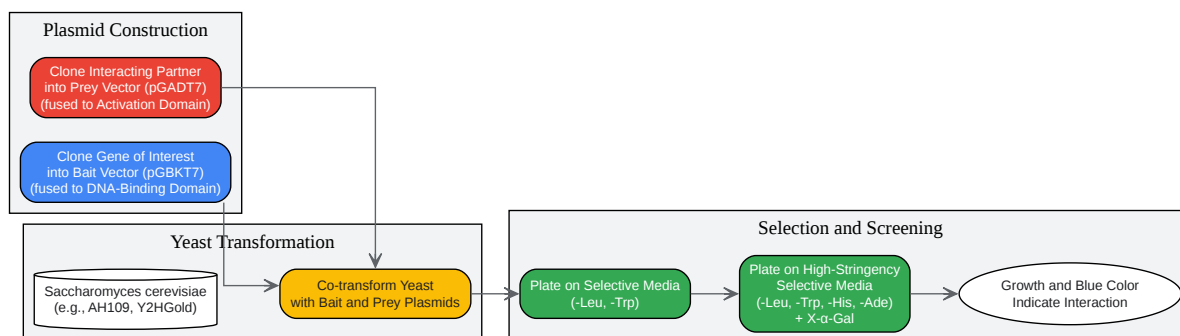 Plasmid Construction
Clone Interacting Partner
into Prey Vector (pGADT7)
(fused to Activation Domain)
Clone Gene of Interest
into Bait Vector (pGBKT7)
(fused to DNA-Binding Domain)
Yeast Transformation
Saccharomyces cerevisiae
(e.g., AH109, Y2HGold)
Co-transform Yeast
with Bait and Prey Plasmids
Selection and Screening
Plate on Selective Media
(-Leu, -Trp)
Plate on High-Stringency
Selective Media
(-Leu, -Trp, -His, -Ade)
+ X-α-Gal
Growth and Blue Color
Indicate Interaction